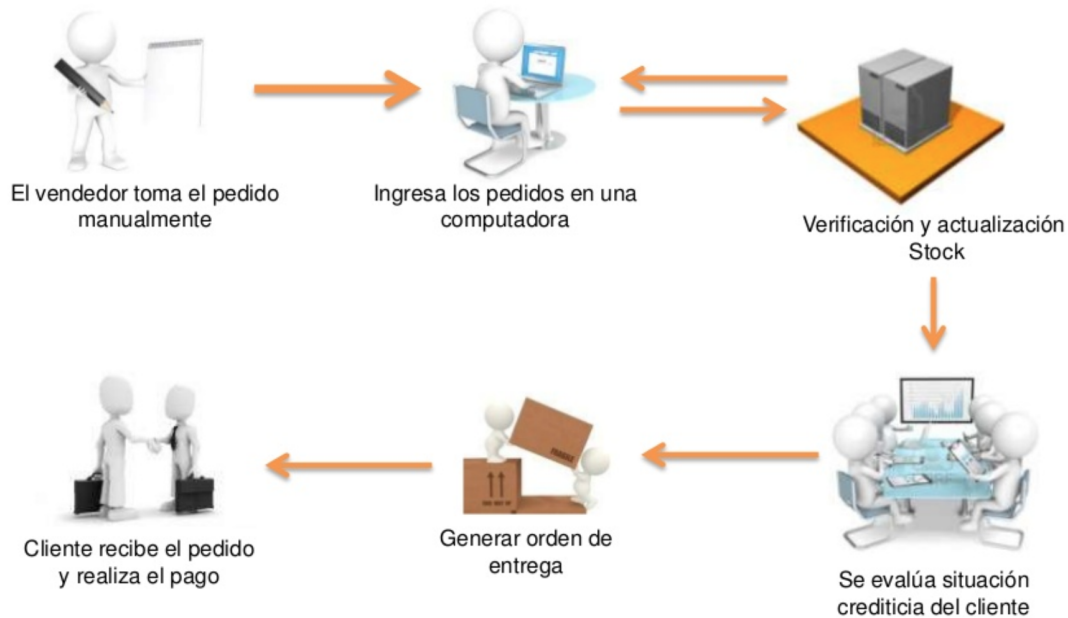 El vendedor toma el pedido
manualmente
Ingresa los pedidos en una
computadora
Verificación y actualización
Stock
Se evalúa situación
crediticia del cliente
Generar orden de
entrega
Cliente recibe el pedido
y realiza el pago